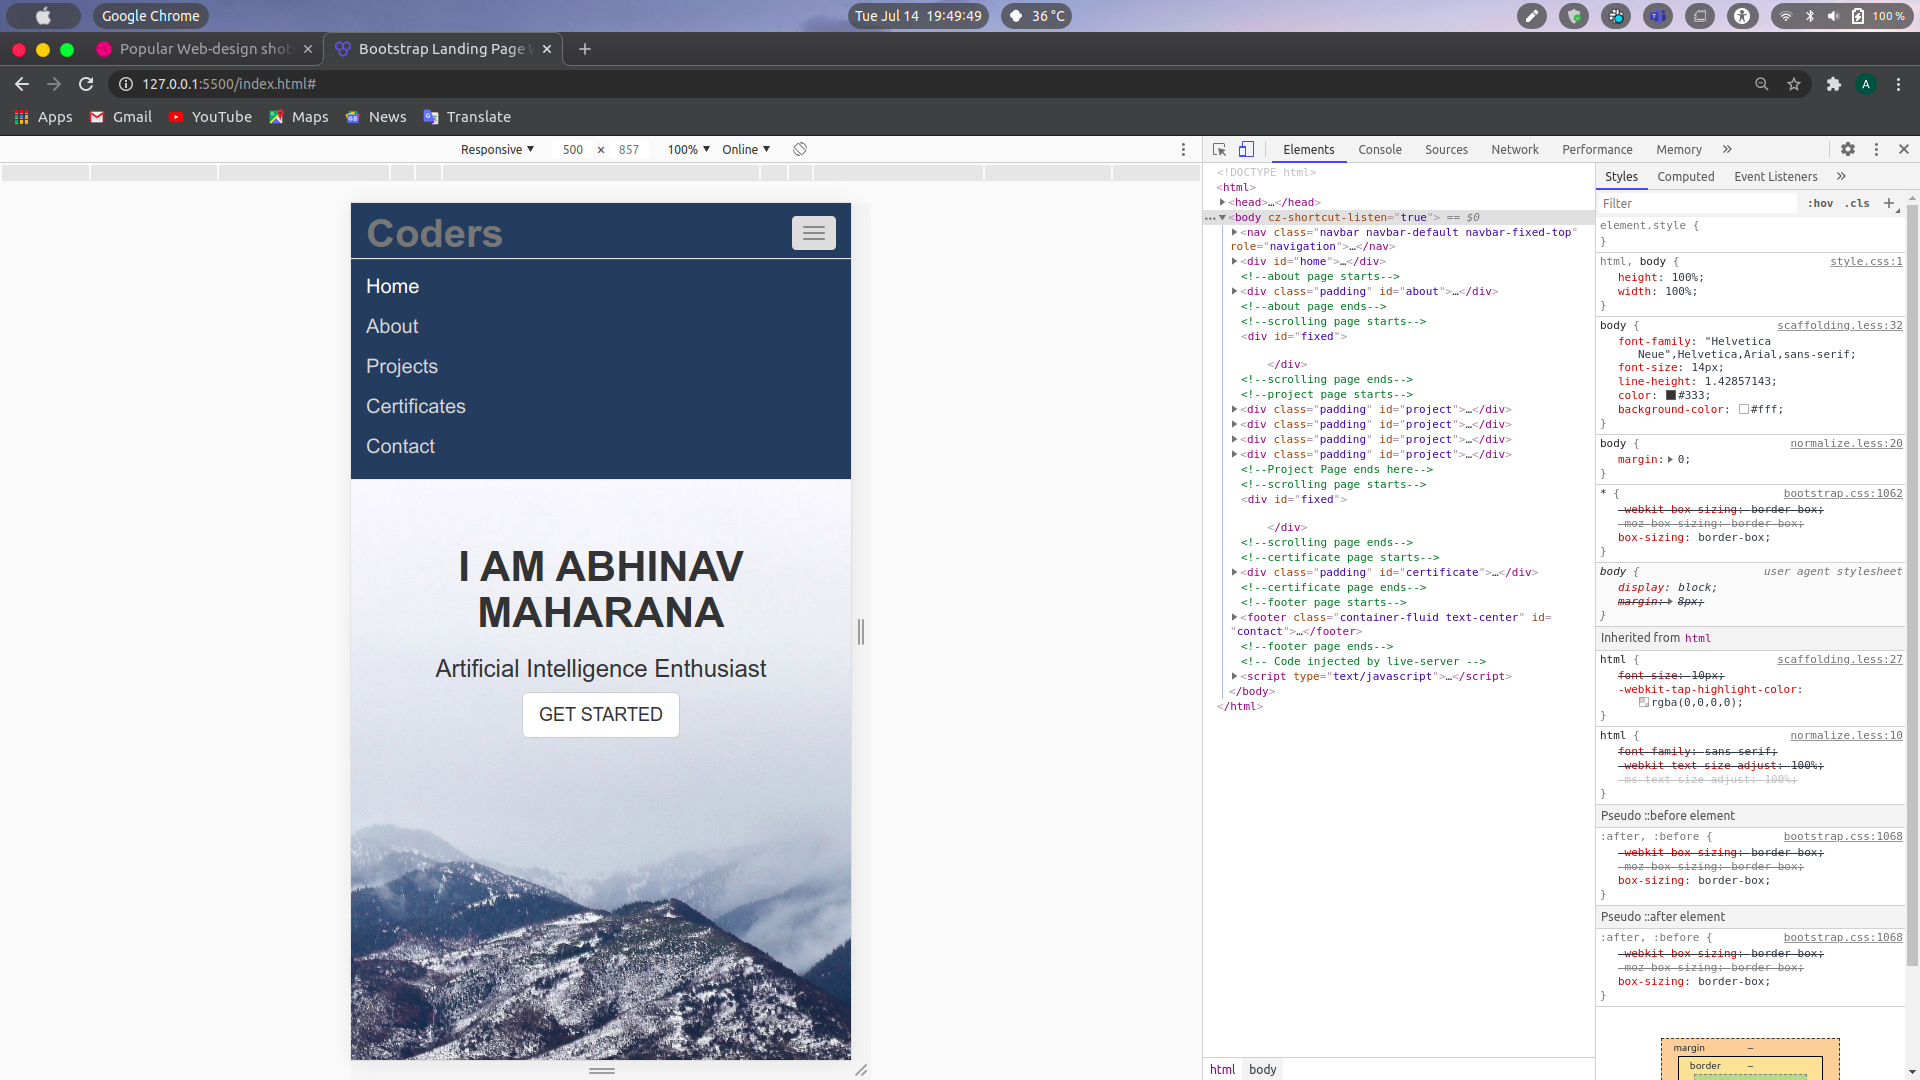 Google Chrome
Tue Jul 14 19:49:49
36 °C
100 %
Popular Web-design shot
Bootstrap Landing Page W
127.0.0.1:5500/index.html#
A
Apps
Gmail
YouTube
Maps
News
Translate
Responsive
500 × 857
100%
Online
Coders
Home
About
Projects
Certificates
Contact
I AM ABHINAV
MAHARANA
Artificial Intelligence Enthusiast
GET STARTED
Elements
Console
Sources
Network
Performance
Memory
<!DOCTYPE html>
<html>
<head>…</head>
<body cz-shortcut-listen="true"> == $0
<nav class="navbar navbar-default navbar-fixed-top"
role="navigation">…</nav>
<div id="home">…</div>
<!--about page starts-->
<div class="padding" id="about">…</div>
<!--about page ends-->
<!--scrolling page starts-->
<div id="fixed">
</div>
<!--scrolling page ends-->
<!--project page starts-->
<div class="padding" id="project">…</div>
<div class="padding" id="project">…</div>
<div class="padding" id="project">…</div>
<div class="padding" id="project">…</div>
<!--Project Page ends here-->
<!--scrolling page starts-->
<div id="fixed">
</div>
<!--scrolling page ends-->
<!--certificate page starts-->
<div class="padding" id="certificate">…</div>
<!--certificate page ends-->
<!--footer page starts-->
<footer class="container-fluid text-center" id=
"contact">…</footer>
<!--footer page ends-->
<!-- Code injected by live-server -->
<script type="text/javascript">…</script>
</body>
</html>
html
body
Styles
Computed
Event Listeners
Filter
:hov .cls +
element.style {
}
html, body { style.css:1
height: 100%;
width: 100%;
}
body { scaffolding.less:32
font-family: "Helvetica
Neue",Helvetica,Arial,sans-serif;
font-size: 14px;
line-height: 1.42857143;
color: #333;
background-color: #fff;
}
body { normalize.less:20
margin: 0;
}
* { bootstrap.css:1062
-webkit-box-sizing: border-box;
-moz-box-sizing: border-box;
box-sizing: border-box;
}
body { user agent stylesheet
display: block;
margin: 8px;
}
Inherited from html
html { scaffolding.less:27
font-size: 10px;
-webkit-tap-highlight-color:
rgba(0,0,0,0);
}
html { normalize.less:10
font-family: sans-serif;
-webkit-text-size-adjust: 100%;
-ms-text-size-adjust: 100%;
}
Pseudo ::before element
:after, :before { bootstrap.css:1068
-webkit-box-sizing: border-box;
-moz-box-sizing: border-box;
box-sizing: border-box;
}
Pseudo ::after element
:after, :before { bootstrap.css:1068
-webkit-box-sizing: border-box;
-moz-box-sizing: border-box;
box-sizing: border-box;
}
margin –
border –